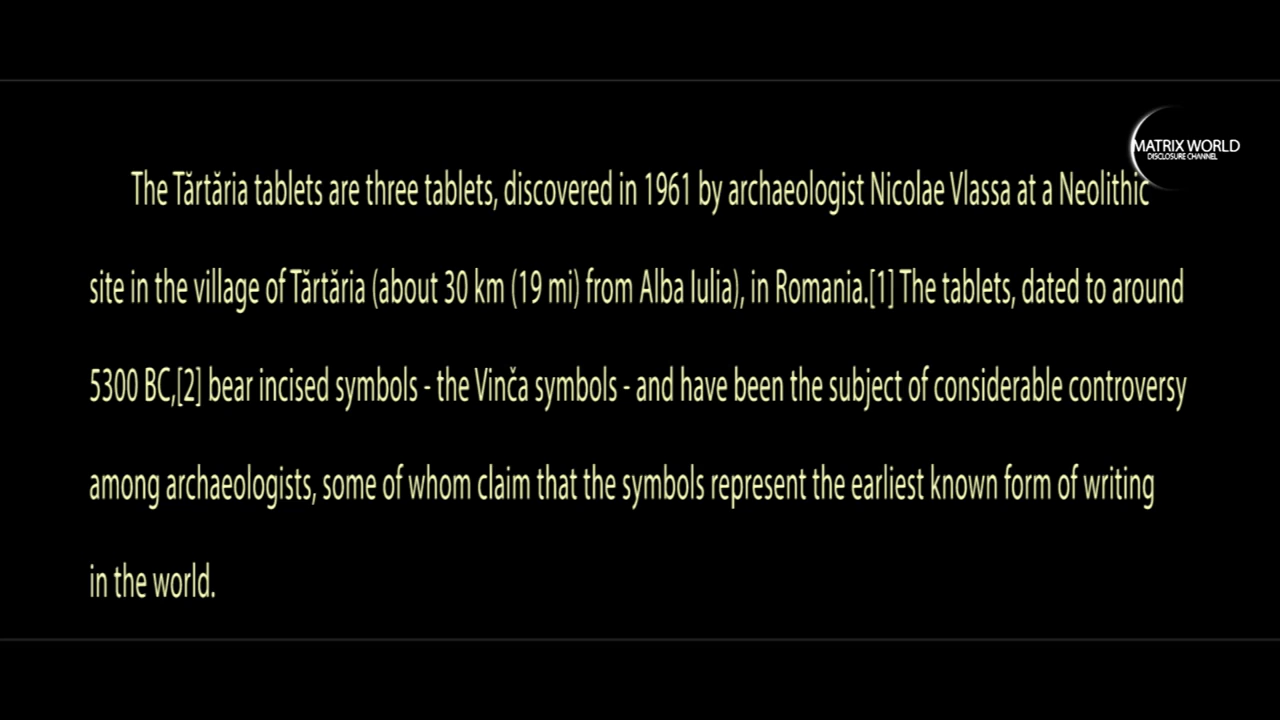 MATRIX WORLD
DISCLOSURE CHANNEL
The Tărtăria tablets are three tablets, discovered in 1961 by archaeologist Nicolae Vlassa at a Neolithic
site in the village of Tărtăria (about 30 km (19 mi) from Alba Iulia), in Romania.[1] The tablets, dated to around
5300 BC,[2] bear incised symbols - the Vinča symbols - and have been the subject of considerable controversy
among archaeologists, some of whom claim that the symbols represent the earliest known form of writing
in the world.